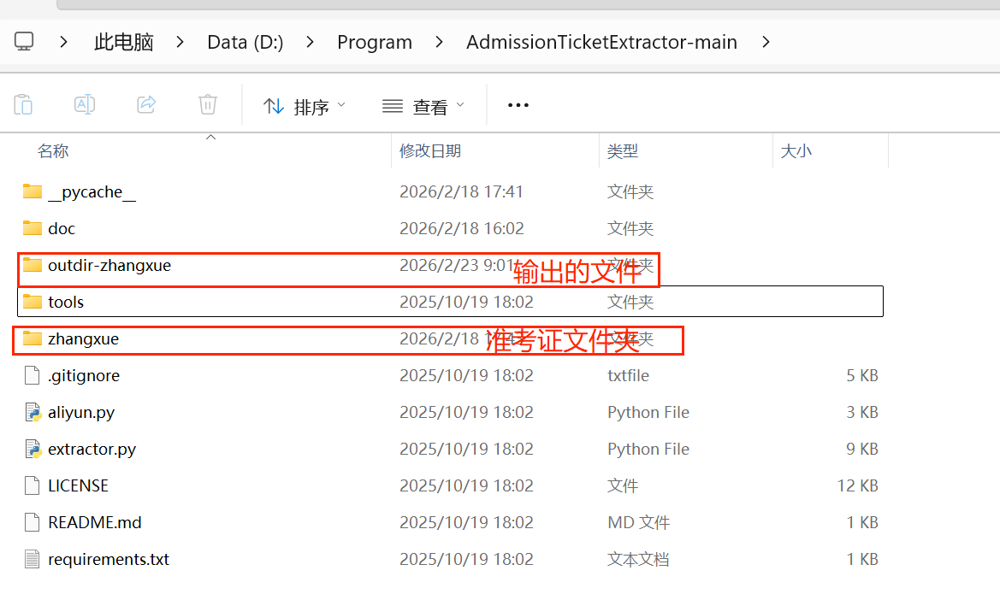 此电脑 > Data (D:) > Program > AdmissionTicketExtractor-main >
排序 查看 •••
名称 修改日期 类型 大小
__pycache__ 2026/2/18 17:41 文件夹
doc 2026/2/18 16:02 文件夹
outdir-zhangxue 2026/2/23 9:01 文件夹
输出的文件
tools 2025/10/19 18:02 文件夹
zhangxue 2026/2/18 文件夹
准考证文件夹
.gitignore 2025/10/19 18:02 txtfile 5 KB
aliyun.py 2025/10/19 18:02 Python File 3 KB
extractor.py 2025/10/19 18:02 Python File 9 KB
LICENSE 2025/10/19 18:02 文件 12 KB
README.md 2025/10/19 18:02 MD 文件 1 KB
requirements.txt 2025/10/19 18:02 文本文档 1 KB